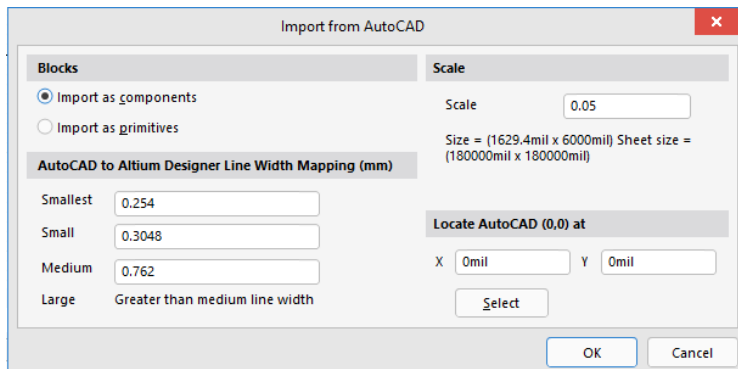 Import from AutoCAD
Blocks
Import as components
Import as primitives
AutoCAD to Altium Designer Line Width Mapping (mm)
Smallest 0.254
Small 0.3048
Medium 0.762
Large Greater than medium line width
Scale
Scale 0.05
Size = (1629.4mil x 6000mil) Sheet size =
(180000mil x 180000mil)
Locate AutoCAD (0,0) at
X 0mil Y 0mil
Select
OK Cancel